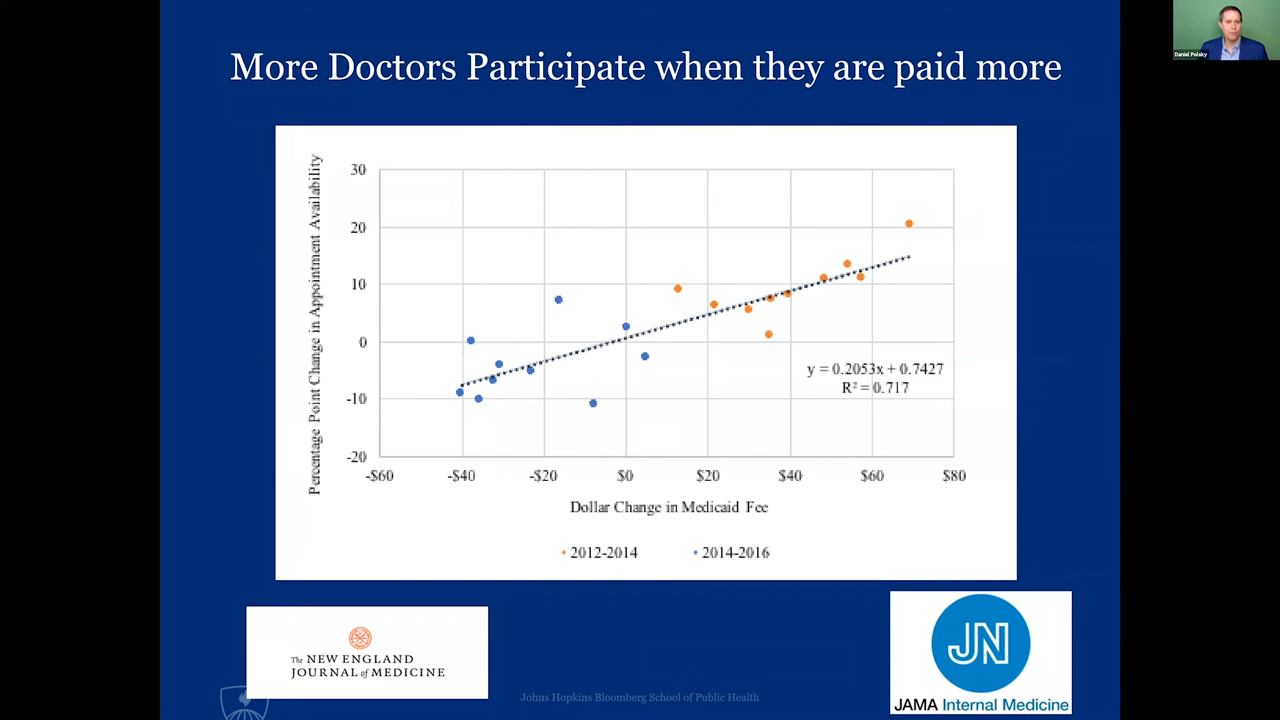 Daniel Polsky
More Doctors Participate when they are paid more
Percentage Point Change in Appointment Availability
30
20
10
0
-10
-20
-$60
-$40
-$20
$0
$20
$40
$60
$80
y = 0.2053x + 0.7427
R² = 0.717
Dollar Change in Medicaid Fee
2012-2014
2014-2016
The NEW ENGLAND
JOURNAL of MEDICINE
JN
JAMA Internal Medicine
Johns Hopkins Bloomberg School of Public Health